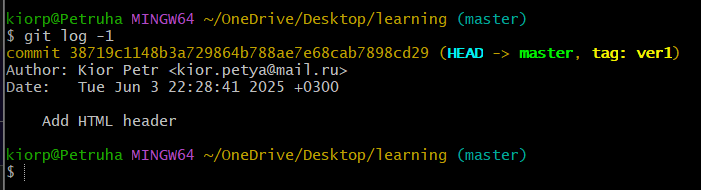 kiorp@Petruha MINGW64 ~/OneDrive/Desktop/learning (master)
$ git log -1
commit 38719c1148b3a729864b788ae7e68cab7898cd29 (HEAD -> master, tag: ver1)
Author: Kior Petr <kior.petya@mail.ru>
Date:   Tue Jun 3 22:28:41 2025 +0300

    Add HTML header

kiorp@Petruha MINGW64 ~/OneDrive/Desktop/learning (master)
$